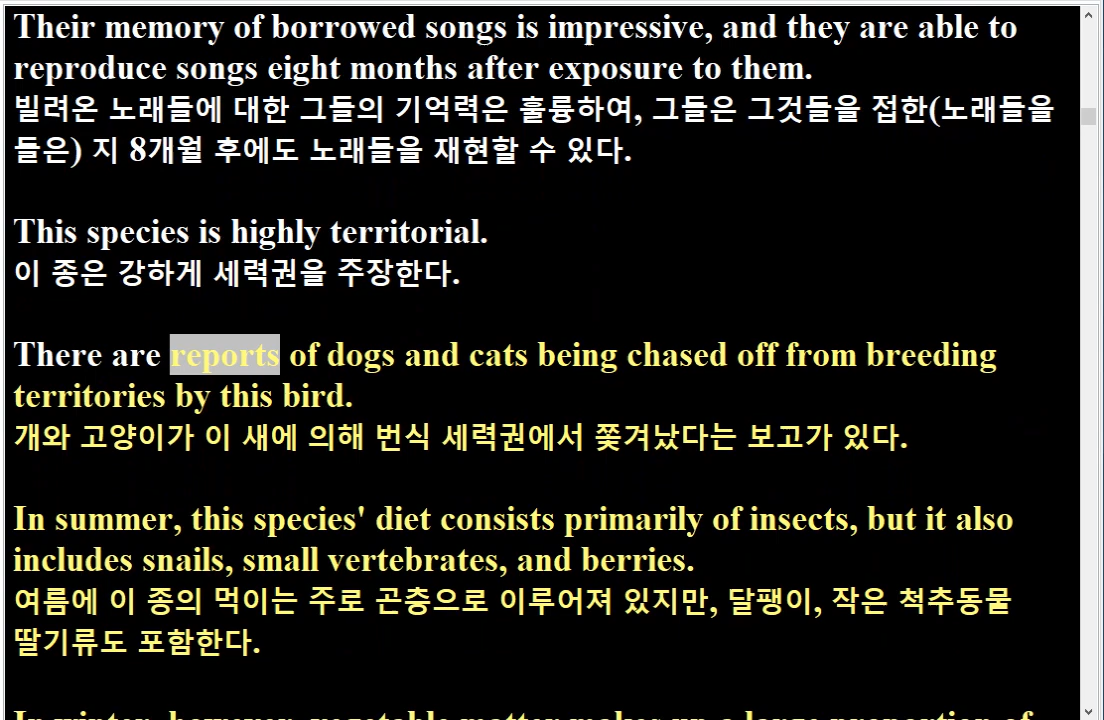 Their memory of borrowed songs is impressive, and they are able to
reproduce songs eight months after exposure to them.
빌려온 노래들에 대한 그들의 기억력은 훌륭하여, 그들은 그것들을 접한(노래들을
들은) 지 8개월 후에도 노래들을 재현할 수 있다.
This species is highly territorial.
이 종은 강하게 세력권을 주장한다.
There are reports of dogs and cats being chased off from breeding
territories by this bird.
개와 고양이가 이 새에 의해 번식 세력권에서 쫓겨났다는 보고가 있다.
In summer, this species' diet consists primarily of insects, but it also
includes snails, small vertebrates, and berries.
여름에 이 종의 먹이는 주로 곤충으로 이루어져 있지만, 달팽이, 작은 척추동물
딸기류도 포함한다.
In winter, however, vegetable matter makes up a large proportion of